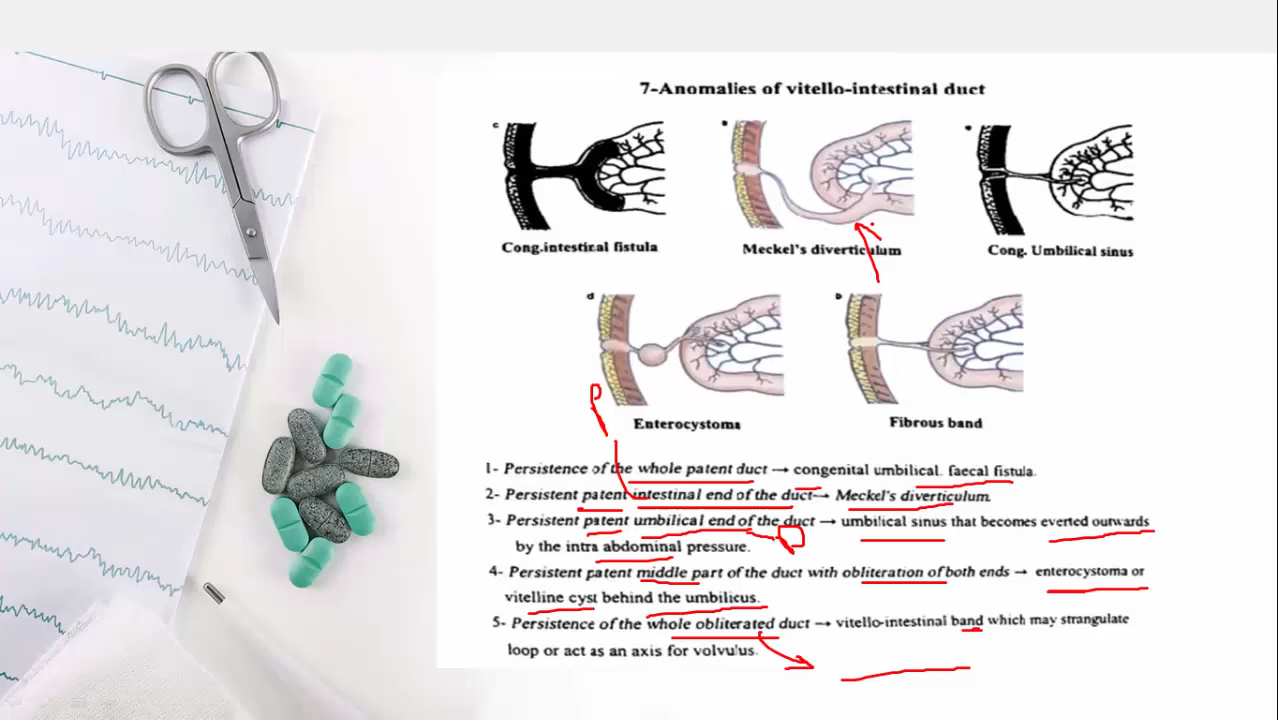 7-Anomalies of vitello-intestinal duct
c
e
Cong.intestinal fistula
Meckel's diverticulum
Cong. Umbilical sinus
d
b
Enterocystoma
Fibrous band
1- Persistence of the whole patent duct → congenital umbilical. faecal fistula.
2- Persistent patent intestinal end of the duct→ Meckel's diverticulum.
3- Persistent patent umbilical end of the duct → umbilical sinus that becomes everted outwards
by the intra abdominal pressure.
4- Persistent patent middle part of the duct with obliteration of both ends → enterocystoma or
vitelline cyst behind the umbilicus.
5- Persistence of the whole obliterated duct → vitello-intestinal band which may strangulate
loop or act as an axis for volvulus.